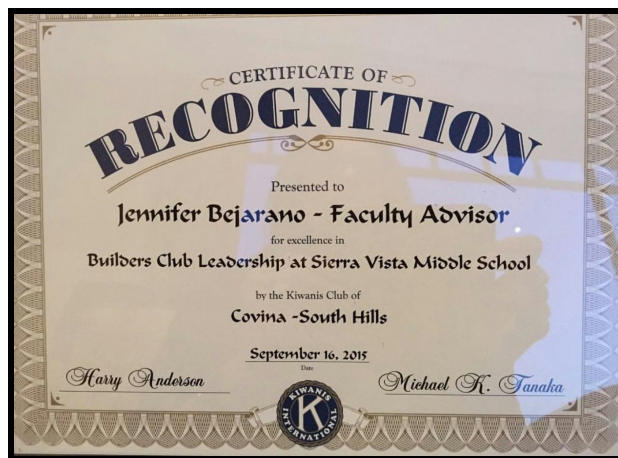 CERTIFICATE OF
RECOGNITION
Presented to
Jennifer Bejarano - Faculty Advisor
for excellence in
Builders Club Leadership at Sierra Vista Middle School
by the Kiwanis Club of
Covina -South Hills
September 16, 2015
Date
Harry Anderson
Michael K. Tanaka
KIWANIS
K
INTERNATIONAL